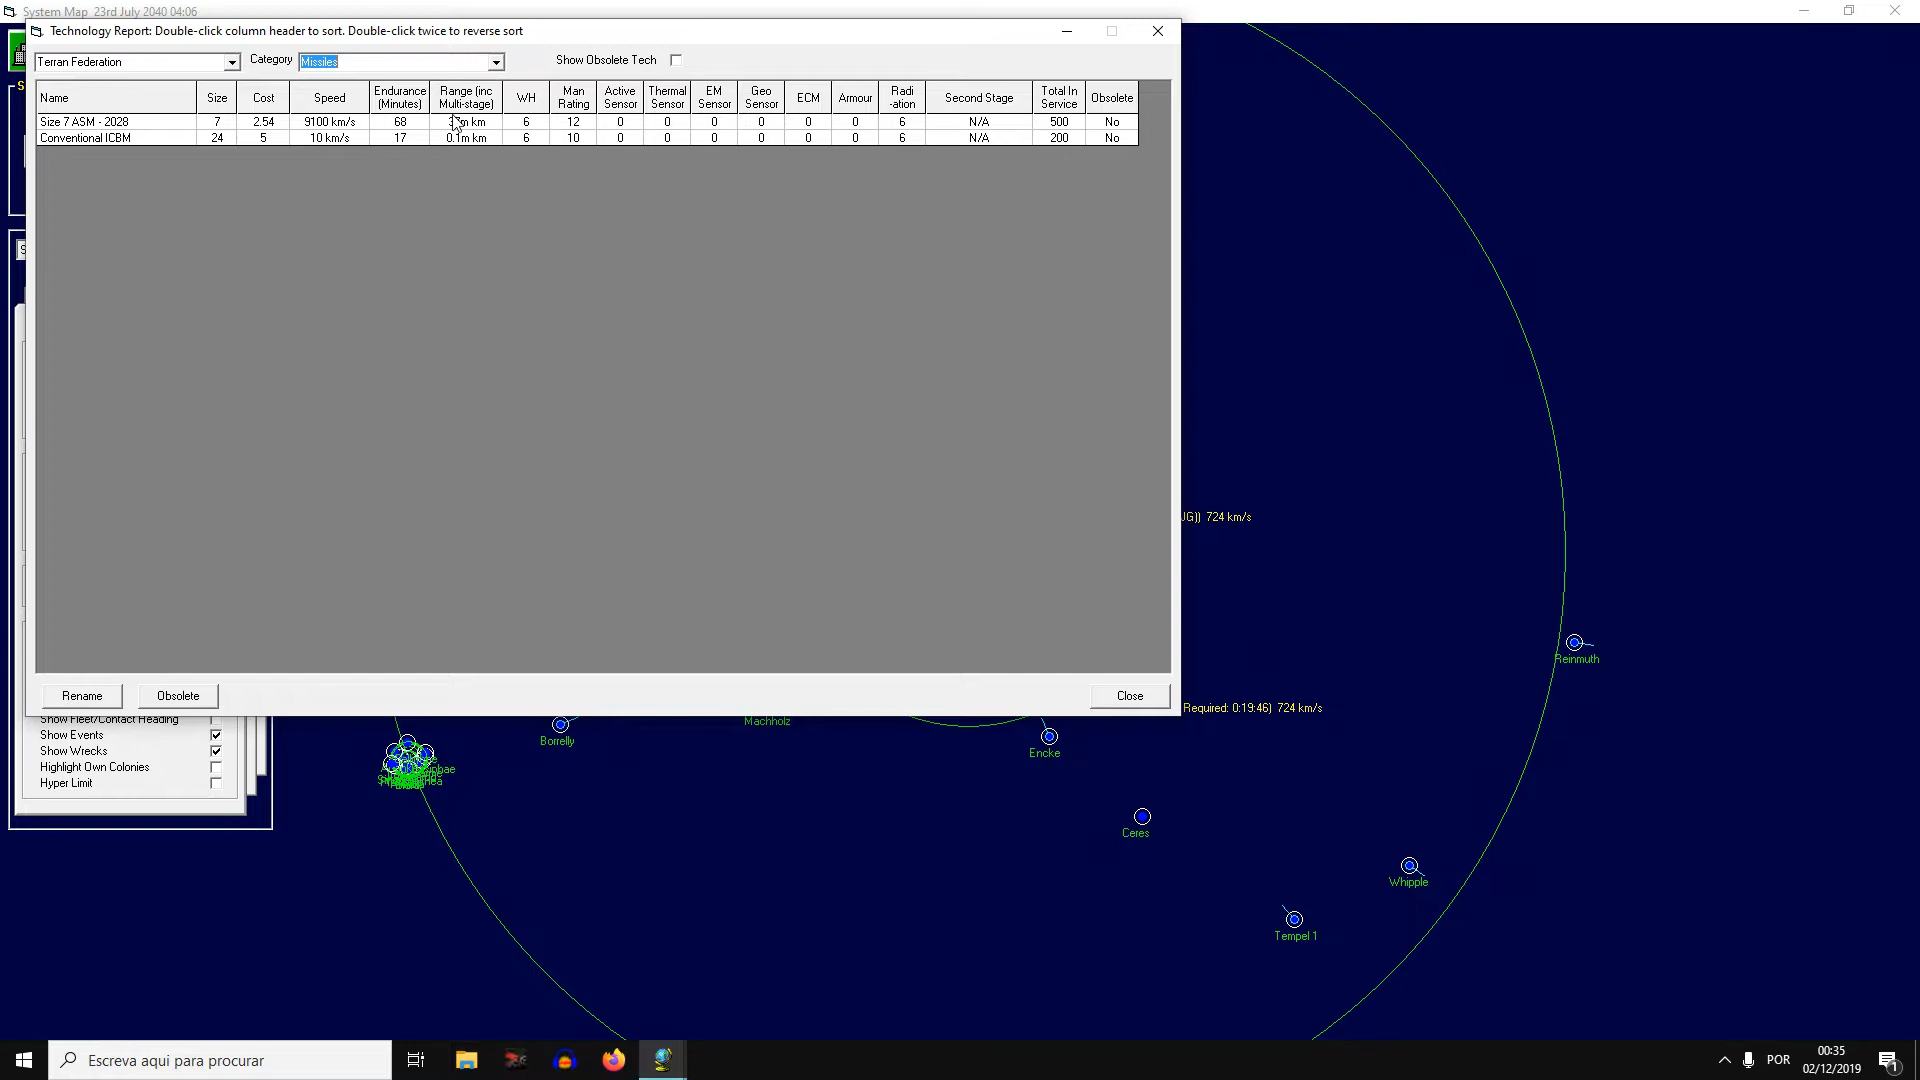 System Map 23rd July 2040 04:06
Technology Report: Double-click column header to sort. Double-click twice to reverse sort
Terran Federation Category Missiles Show Obsolete Tech
Name Size Cost Speed Endurance (Minutes) Range (inc Multi-stage) WH Man Rating Active Sensor Thermal Sensor EM Sensor Geo Sensor ECM Armour Radi -ation Second Stage Total In Service Obsolete
Size 7 ASM - 2028 7 2.54 9100 km/s 68 km 6 12 0 0 0 0 0 0 6 N/A 500 No
Conventional ICBM 24 5 10 km/s 17 0.1m km 6 10 0 0 0 0 0 0 6 N/A 200 No
JG)) 724 km/s
Reinmuth
Rename Obsolete Close
Required: 0:19:46) 724 km/s
Show Fleet/Contact Heading
Machholz
Show Events
Borrelly
Show Wrecks
Encke
Highlight Own Colonies
Hyper Limit
Ceres
Whipple
Tempel 1
Escreva aqui para procurar
POR
00:35
02/12/2019
1